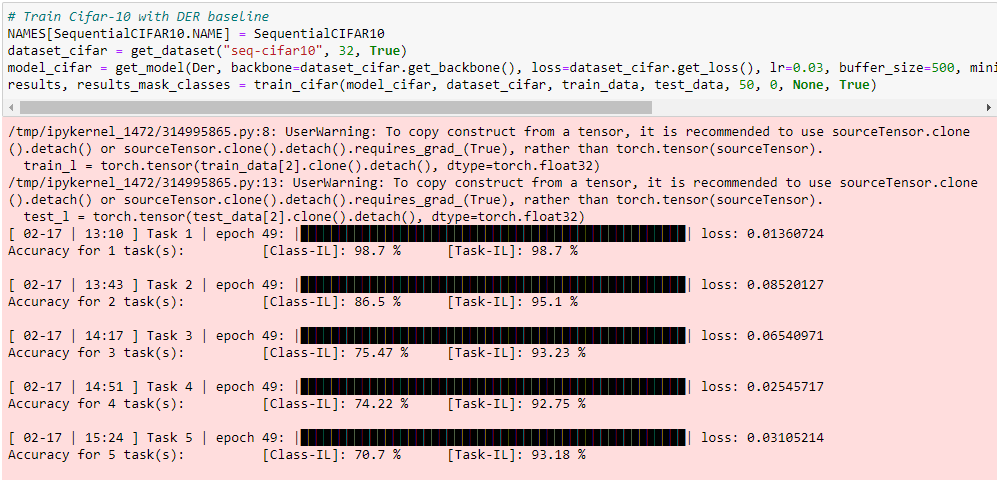 # Train Cifar-10 with DER baseline
NAMES[SequentialCIFAR10.NAME] = SequentialCIFAR10
dataset_cifar = get_dataset("seq-cifar10", 32, True)
model_cifar = get_model(Der, backbone=dataset_cifar.get_backbone(), loss=dataset_cifar.get_loss(), lr=0.03, buffer_size=500, mini
results, results_mask_classes = train_cifar(model_cifar, dataset_cifar, train_data, test_data, 50, 0, None, True)
/tmp/ipykernel_1472/314995865.py:8: UserWarning: To copy construct from a tensor, it is recommended to use sourceTensor.clone
().detach() or sourceTensor.clone().detach().requires_grad_(True), rather than torch.tensor(sourceTensor).
train_l = torch.tensor(train_data[2].clone().detach(), dtype=torch.float32)
/tmp/ipykernel_1472/314995865.py:13: UserWarning: To copy construct from a tensor, it is recommended to use sourceTensor.clone
().detach() or sourceTensor.clone().detach().requires_grad_(True), rather than torch.tensor(sourceTensor).
test_l = torch.tensor(test_data[2].clone().detach(), dtype=torch.float32)
[ 02-17 | 13:10 ] Task 1 | epoch 49: | | loss: 0.01360724
Accuracy for 1 task(s): [Class-IL]: 98.7 % [Task-IL]: 98.7 %
[ 02-17 | 13:43 ] Task 2 | epoch 49: | | loss: 0.08520127
Accuracy for 2 task(s): [Class-IL]: 86.5 % [Task-IL]: 95.1 %
[ 02-17 | 14:17 ] Task 3 | epoch 49: | | loss: 0.06540971
Accuracy for 3 task(s): [Class-IL]: 75.47 % [Task-IL]: 93.23 %
[ 02-17 | 14:51 ] Task 4 | epoch 49: | | loss: 0.02545717
Accuracy for 4 task(s): [Class-IL]: 74.22 % [Task-IL]: 92.75 %
[ 02-17 | 15:24 ] Task 5 | epoch 49: | | loss: 0.03105214
Accuracy for 5 task(s): [Class-IL]: 70.7 % [Task-IL]: 93.18 %